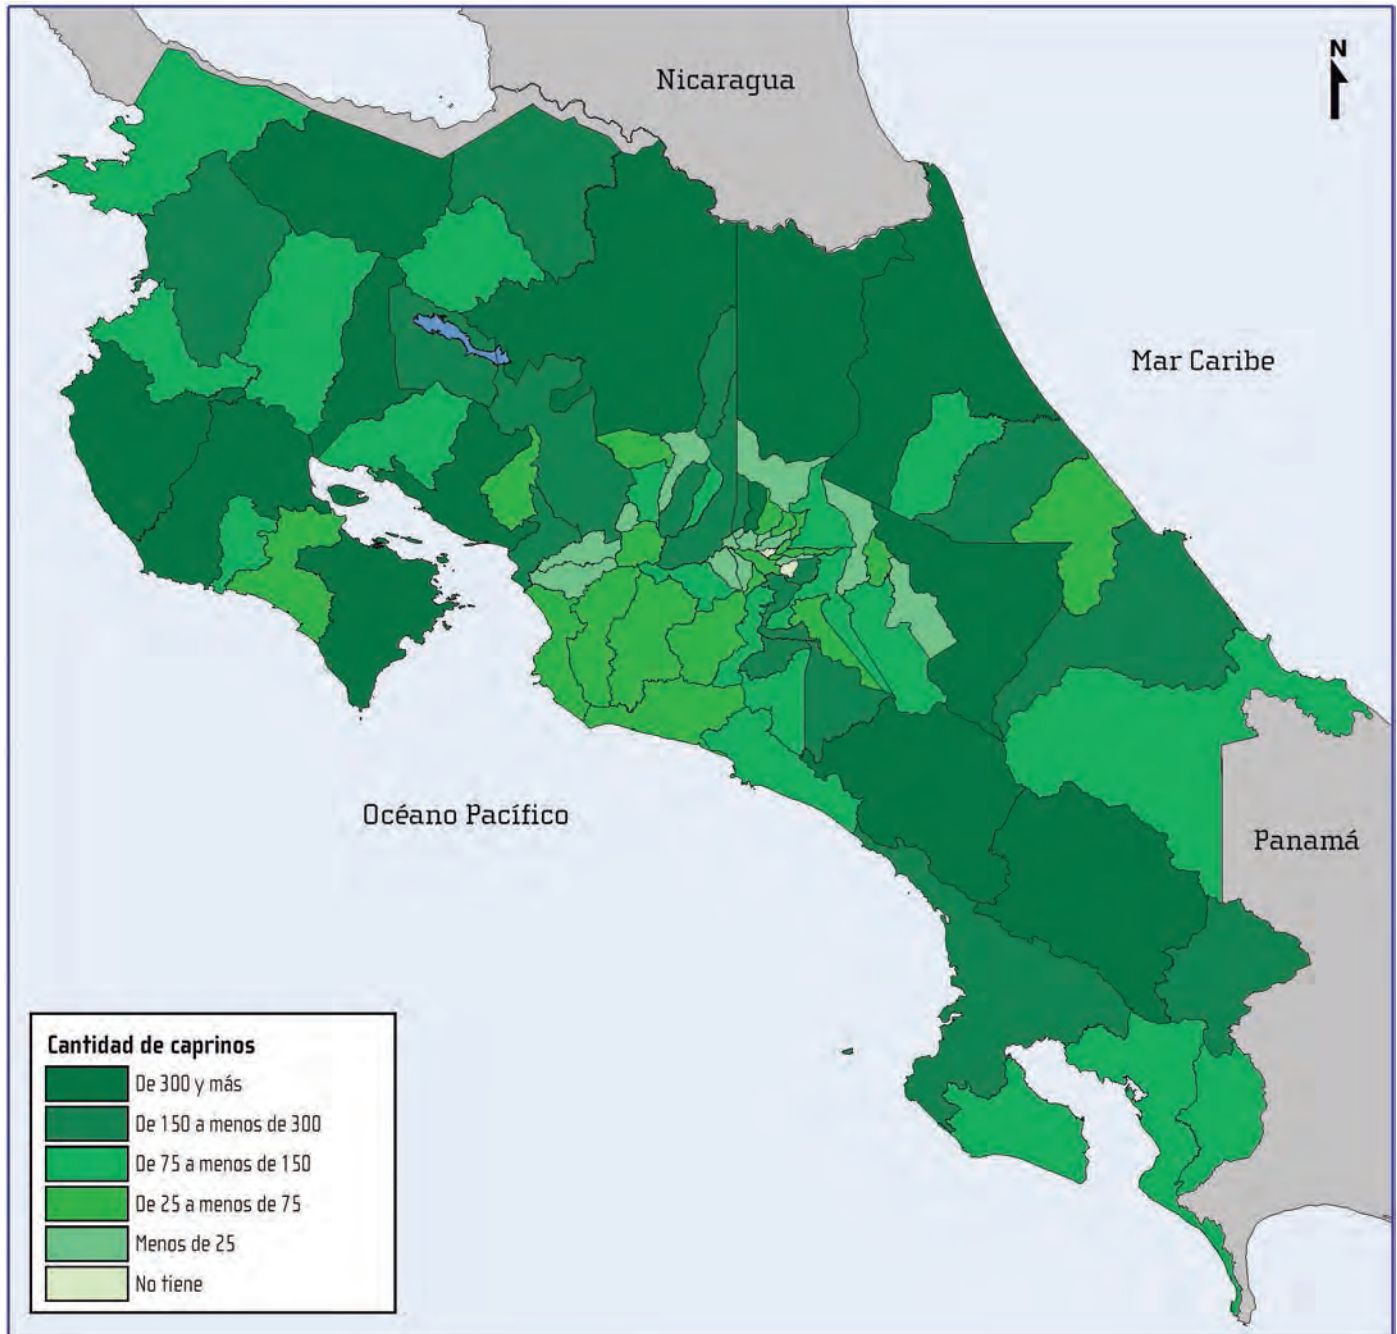 N
Nicaragua
Mar Caribe
Océano Pacífico
Panamá
Cantidad de caprinos
De 300 y más
De 150 a menos de 300
De 75 a menos de 150
De 25 a menos de 75
Menos de 25
No tiene